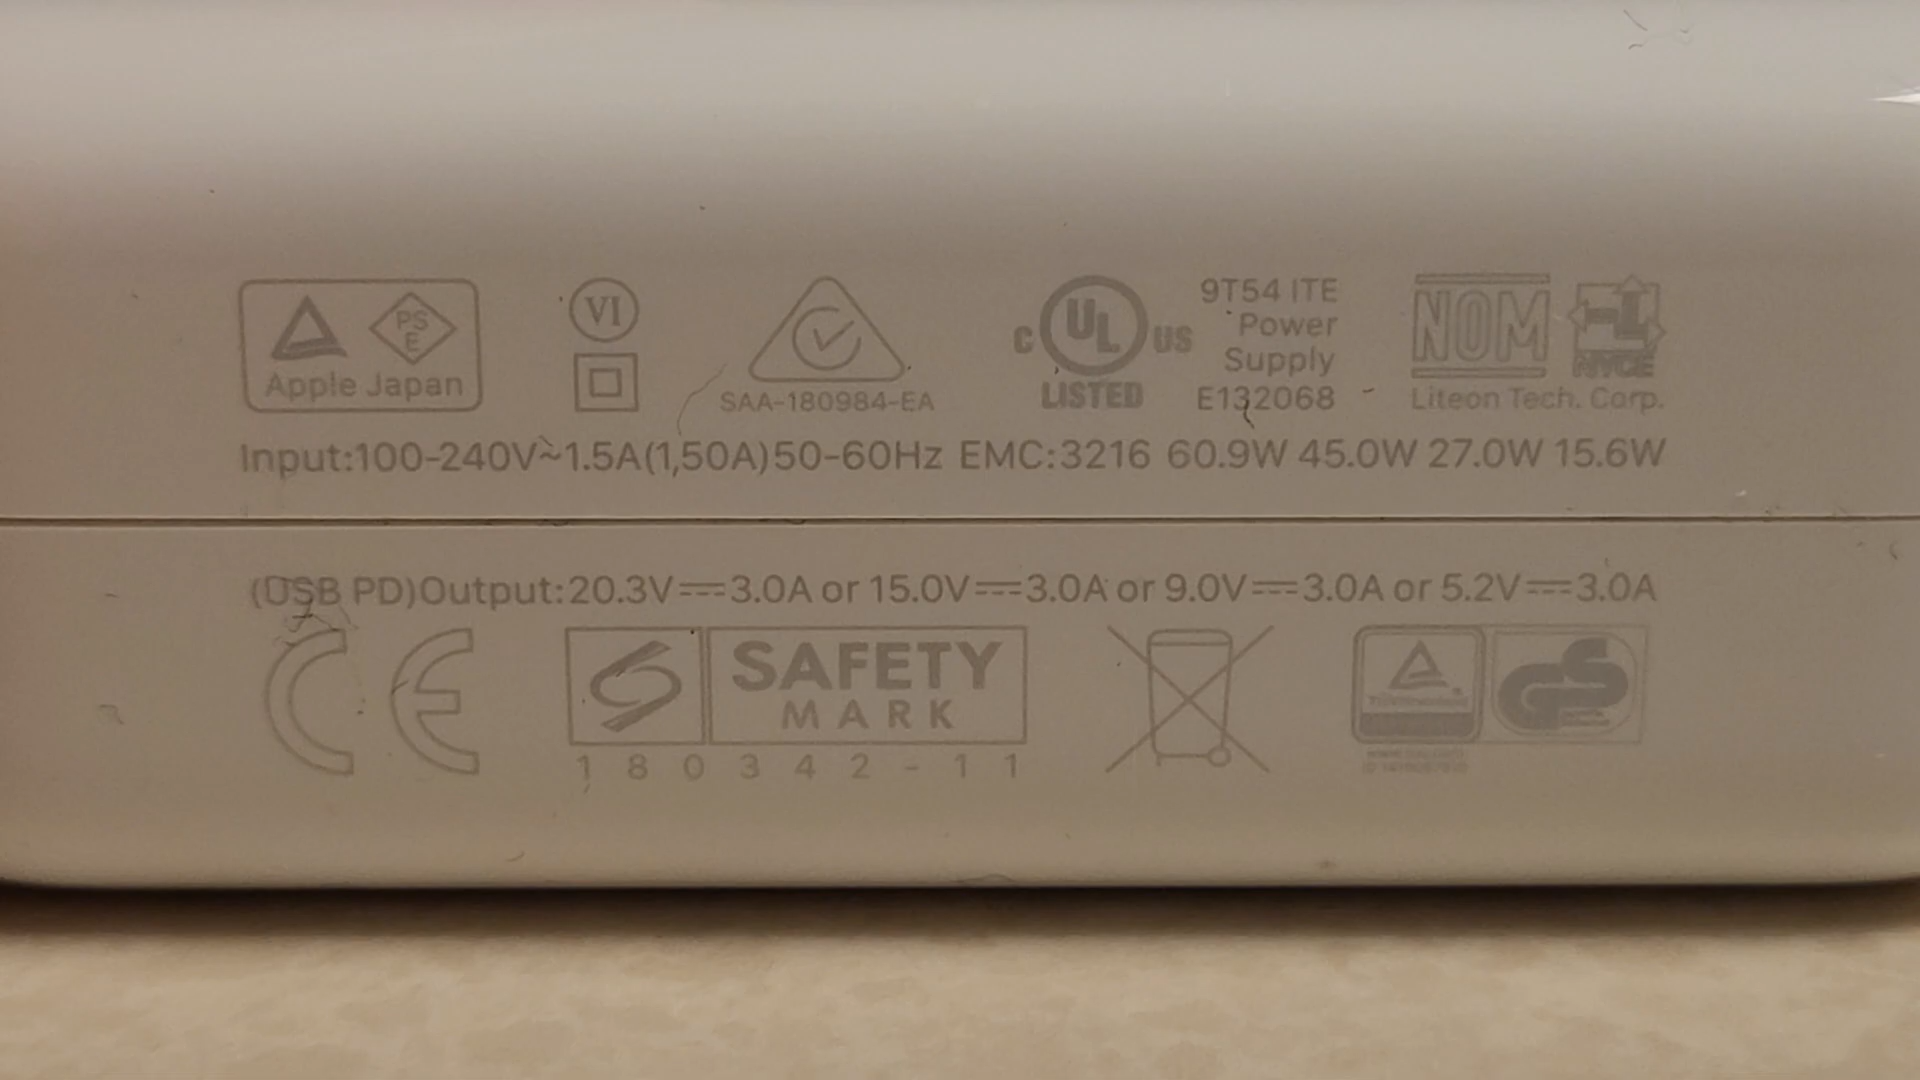 PS
E
Apple Japan
VI
SAA-180984-EA
C UL US
LISTED
9T54 ITE
Power
Supply
E132068
NOM
NYCE
Liteon Tech. Corp.
Input:100-240V~1.5A(1,50A)50-60Hz EMC:3216 60.9W 45.0W 27.0W 15.6W
(USB PD)Output:20.3V⎓3.0A or 15.0V⎓3.0A or 9.0V⎓3.0A or 5.2V⎓3.0A
CE
SAFETY
MARK
180342-11